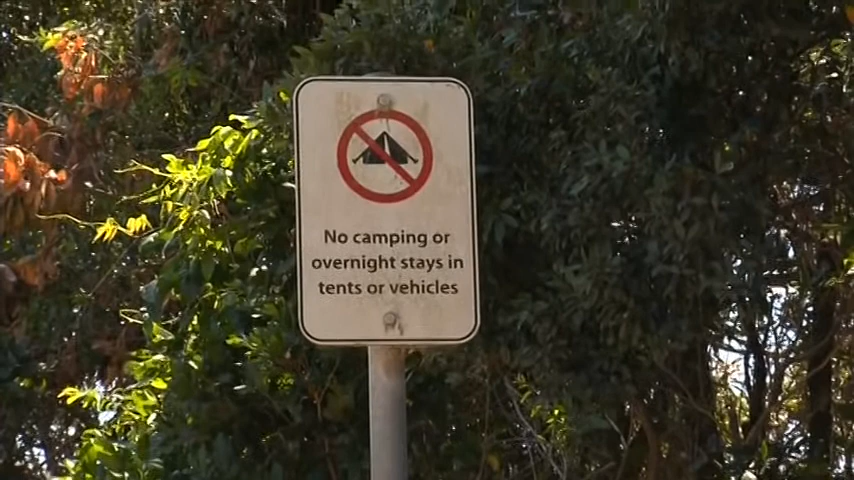 No camping or
overnight stays in
tents or vehicles